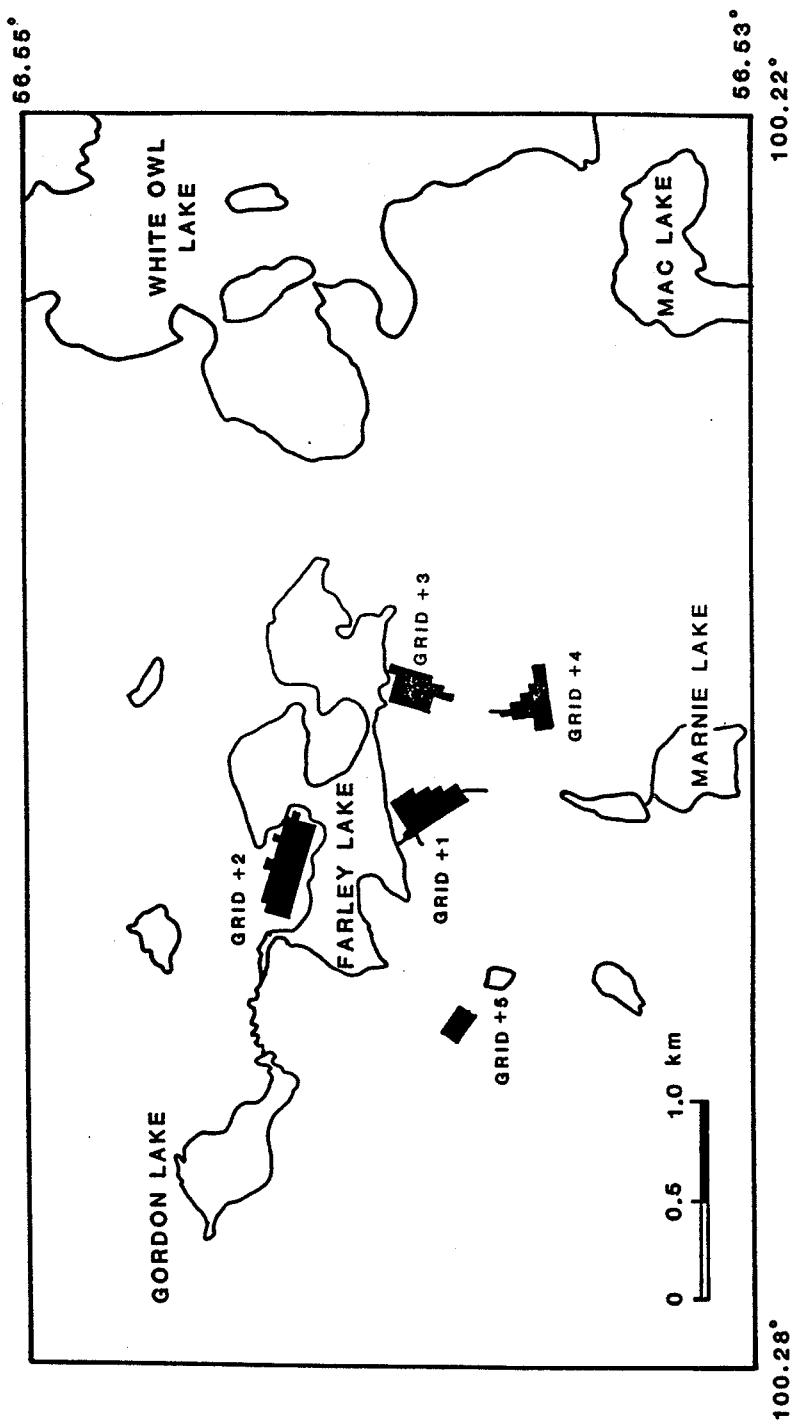 56.55°
WHITE OWL
LAKE
GORDON LAKE
GRID +2
FARLEY LAKE
GRID +3
GRID +1
GRID +5
GRID +4
MAC LAKE
MARNIE LAKE
0 0.5 1.0 km
56.53°
100.28°
100.22°